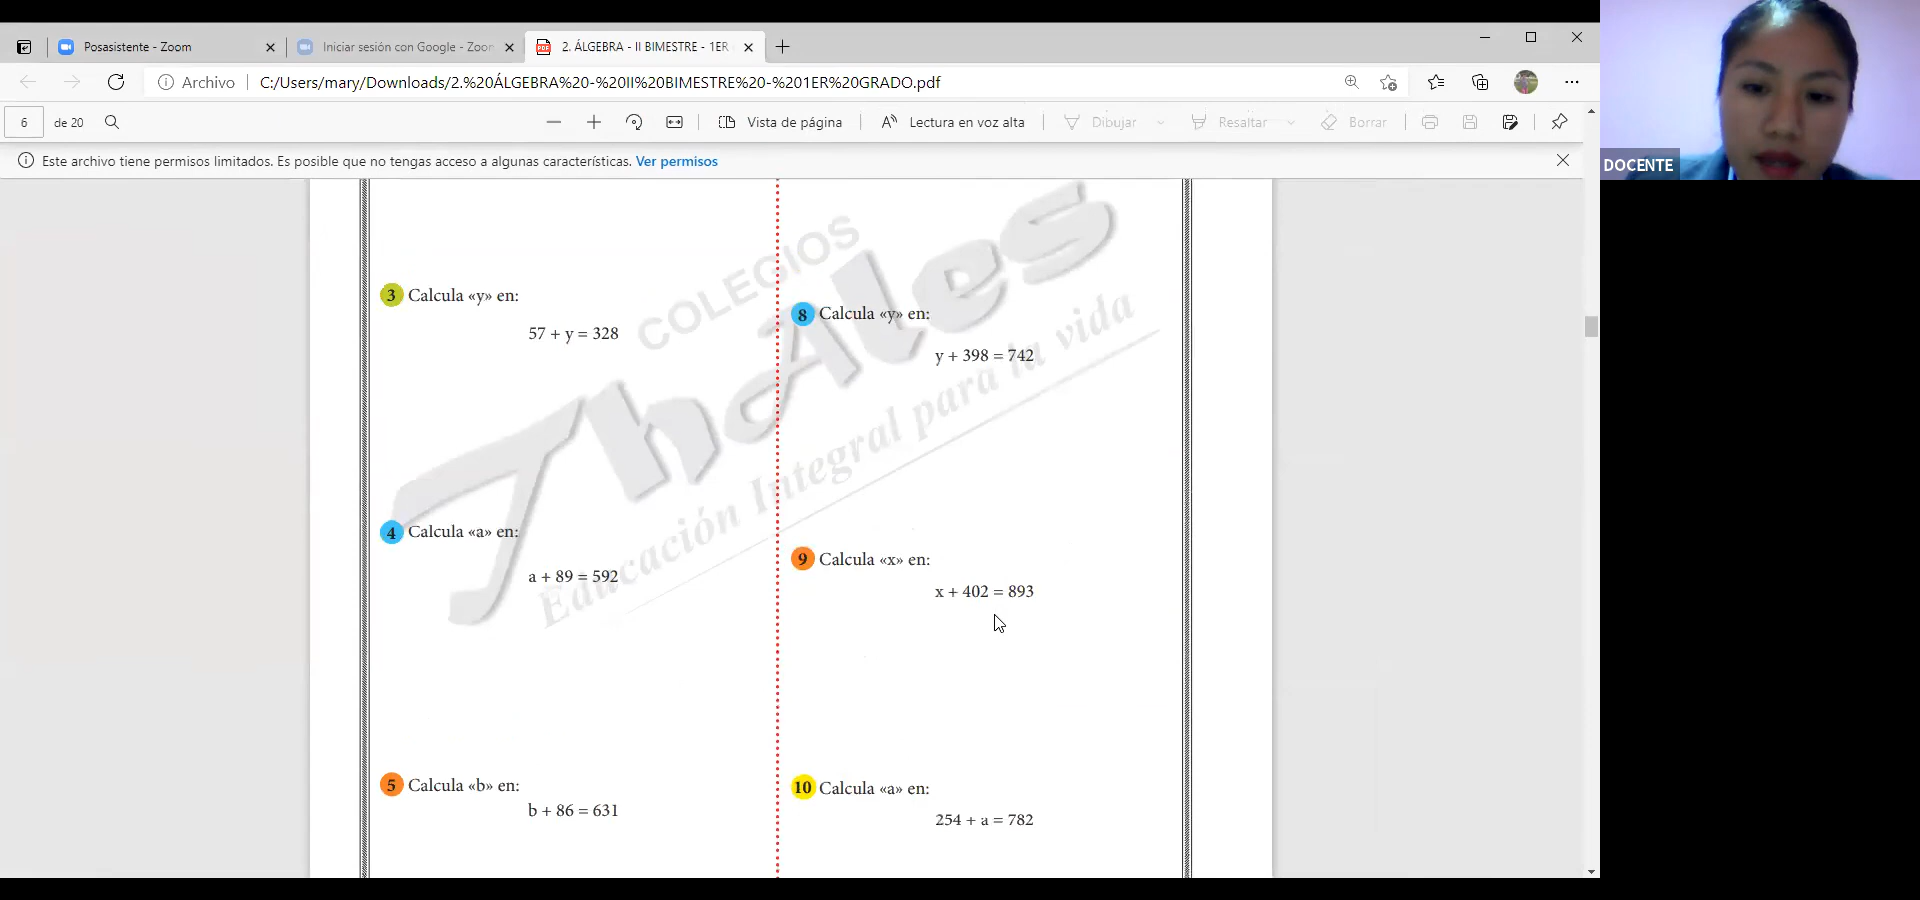 Posasistente - Zoom
Iniciar sesión con Google - Zoom
2. ÁLGEBRA - II BIMESTRE - 1ER
Archivo
C:/Users/mary/Downloads/2.%20ÁLGEBRA%20-%20II%20BIMESTRE%20-%201ER%20GRADO.pdf
6 de 20
Vista de página
Lectura en voz alta
Dibujar
Resaltar
Borrar
Este archivo tiene permisos limitados. Es posible que no tengas acceso a algunas características. Ver permisos
DOCENTE
COLEGIOS
Thales
Educación Integral para la vida
3 Calcula «y» en:
57 + y = 328
4 Calcula «a» en:
a + 89 = 592
5 Calcula «b» en:
b + 86 = 631
8 Calcula «y» en:
y + 398 = 742
9 Calcula «x» en:
x + 402 = 893
10 Calcula «a» en:
254 + a = 782